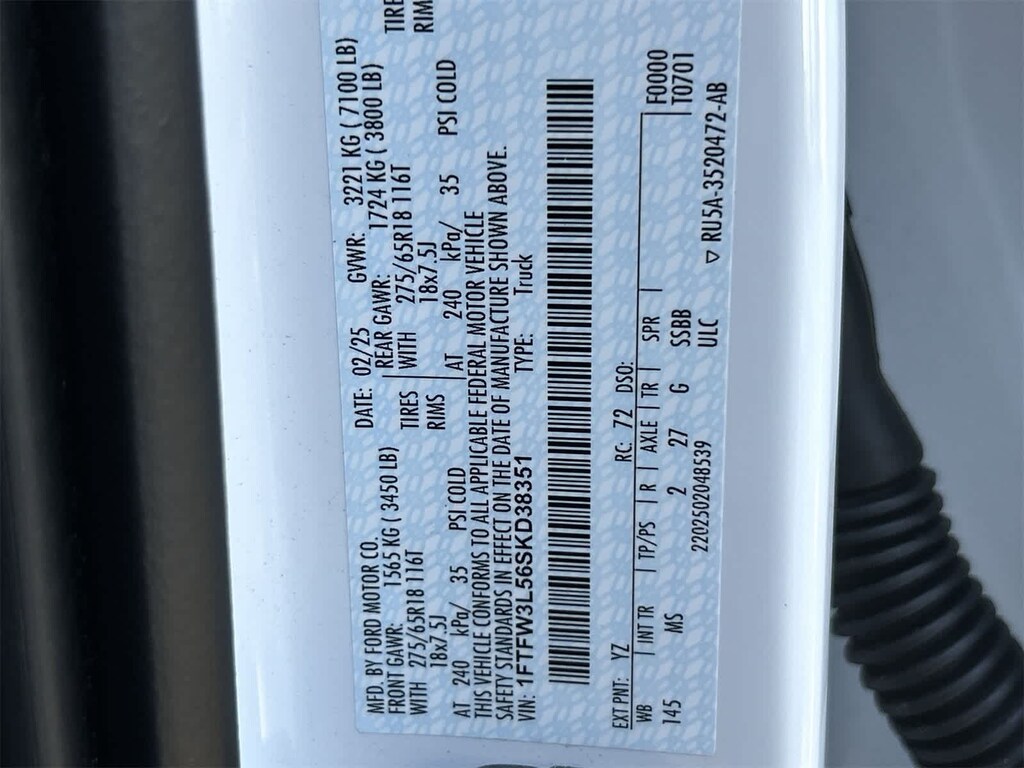 MFD. BY FORD MOTOR CO.
DATE: 02/25
GVWR: 3221 KG ( 7100 LB)
FRONT GAWR: 1565 KG ( 3450 LB)
REAR GAWR: 1724 KG ( 3800 LB)
WITH 275/65R18 116T
TIRES
WITH 275/65R18 116T
TIRE
18x7.5J
RIMS
18x7.5J
RIM
AT 240 kPa/ 35 PSI COLD
AT 240 kPa/ 35 PSI COLD
THIS VEHICLE CONFORMS TO ALL APPLICABLE FEDERAL MOTOR VEHICLE
SAFETY STANDARDS IN EFFECT ON THE DATE OF MANUFACTURE SHOWN ABOVE.
VIN: 1FTFW3L56SKD38351
TYPE: Truck
EXT PNT: YZ
RC: 72 DSO:
F0000
WB | INT TR | TP/PS | R | AXLE | TR | SPR |
T0701
145 MS 2 27 G SSBB
2202502048539 ULC
▽ RU5A-3520472-AB